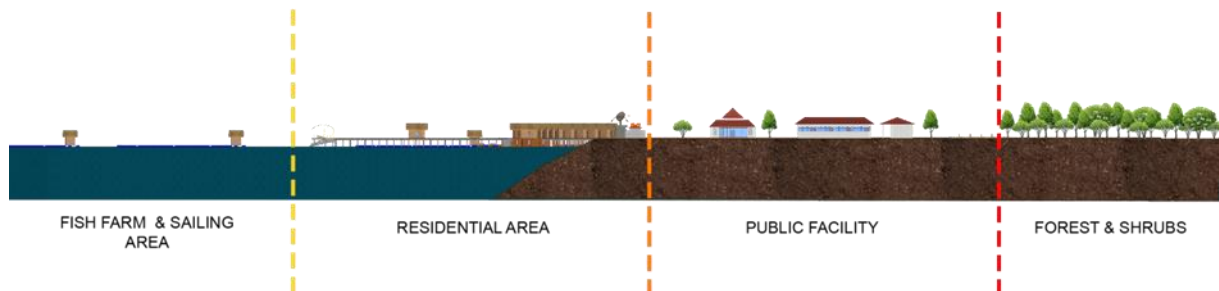 FISH FARM & SAILING
AREA
RESIDENTIAL AREA
PUBLIC FACILITY
FOREST & SHRUBS